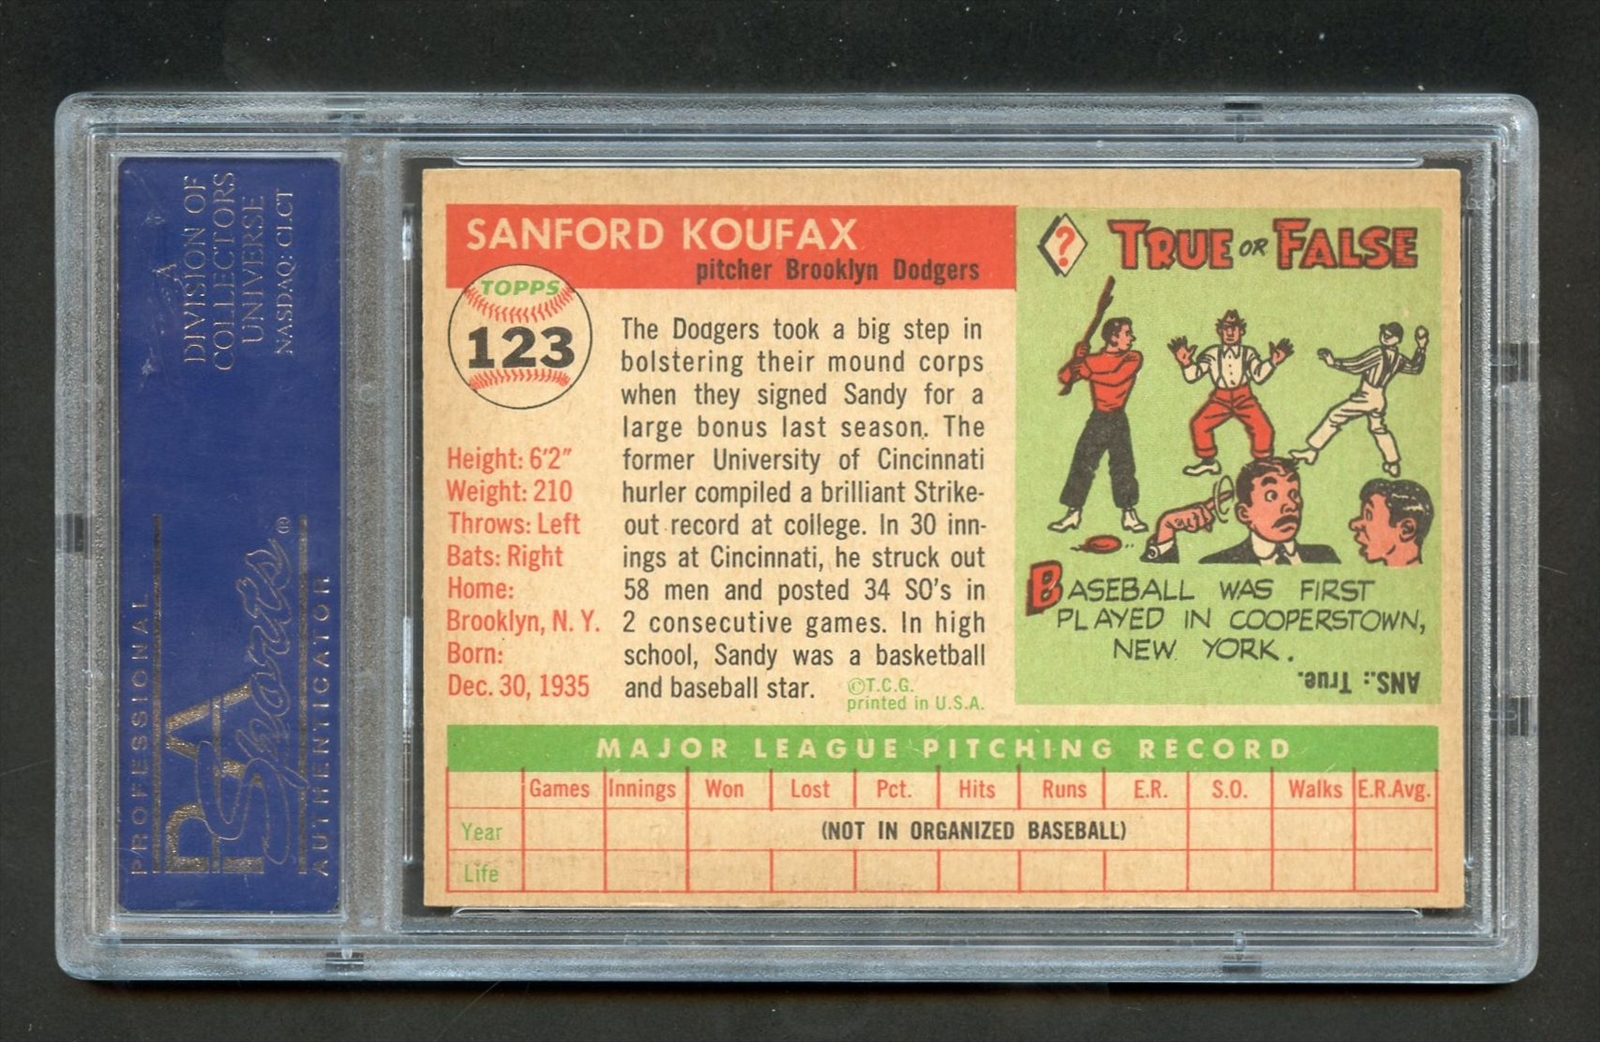 A
DIVISION OF
COLLECTORS
UNIVERSE
NASDAQ: CLCT
PROFESSIONAL
PSA
Sports®
AUTHENTICATOR
SANFORD KOUFAX
pitcher Brooklyn Dodgers
TOPPS
123
Height: 6'2"
Weight: 210
Throws: Left
Bats: Right
Home:
Brooklyn, N. Y.
Born:
Dec. 30, 1935
The Dodgers took a big step in
bolstering their mound corps
when they signed Sandy for a
large bonus last season. The
former University of Cincinnati
hurler compiled a brilliant Strike-
out record at college. In 30 inn-
ings at Cincinnati, he struck out
58 men and posted 34 SO's in
2 consecutive games. In high
school, Sandy was a basketball
and baseball star.
©T.C.G.
printed in U.S.A.
? TRUE OR FALSE
BASEBALL WAS FIRST
PLAYED IN COOPERSTOWN,
NEW YORK.
ANS.: True.
MAJOR LEAGUE PITCHING RECORD
Games Innings Won Lost Pct. Hits Runs E.R. S.O. Walks E.R.Avg.
Year (NOT IN ORGANIZED BASEBALL)
Life